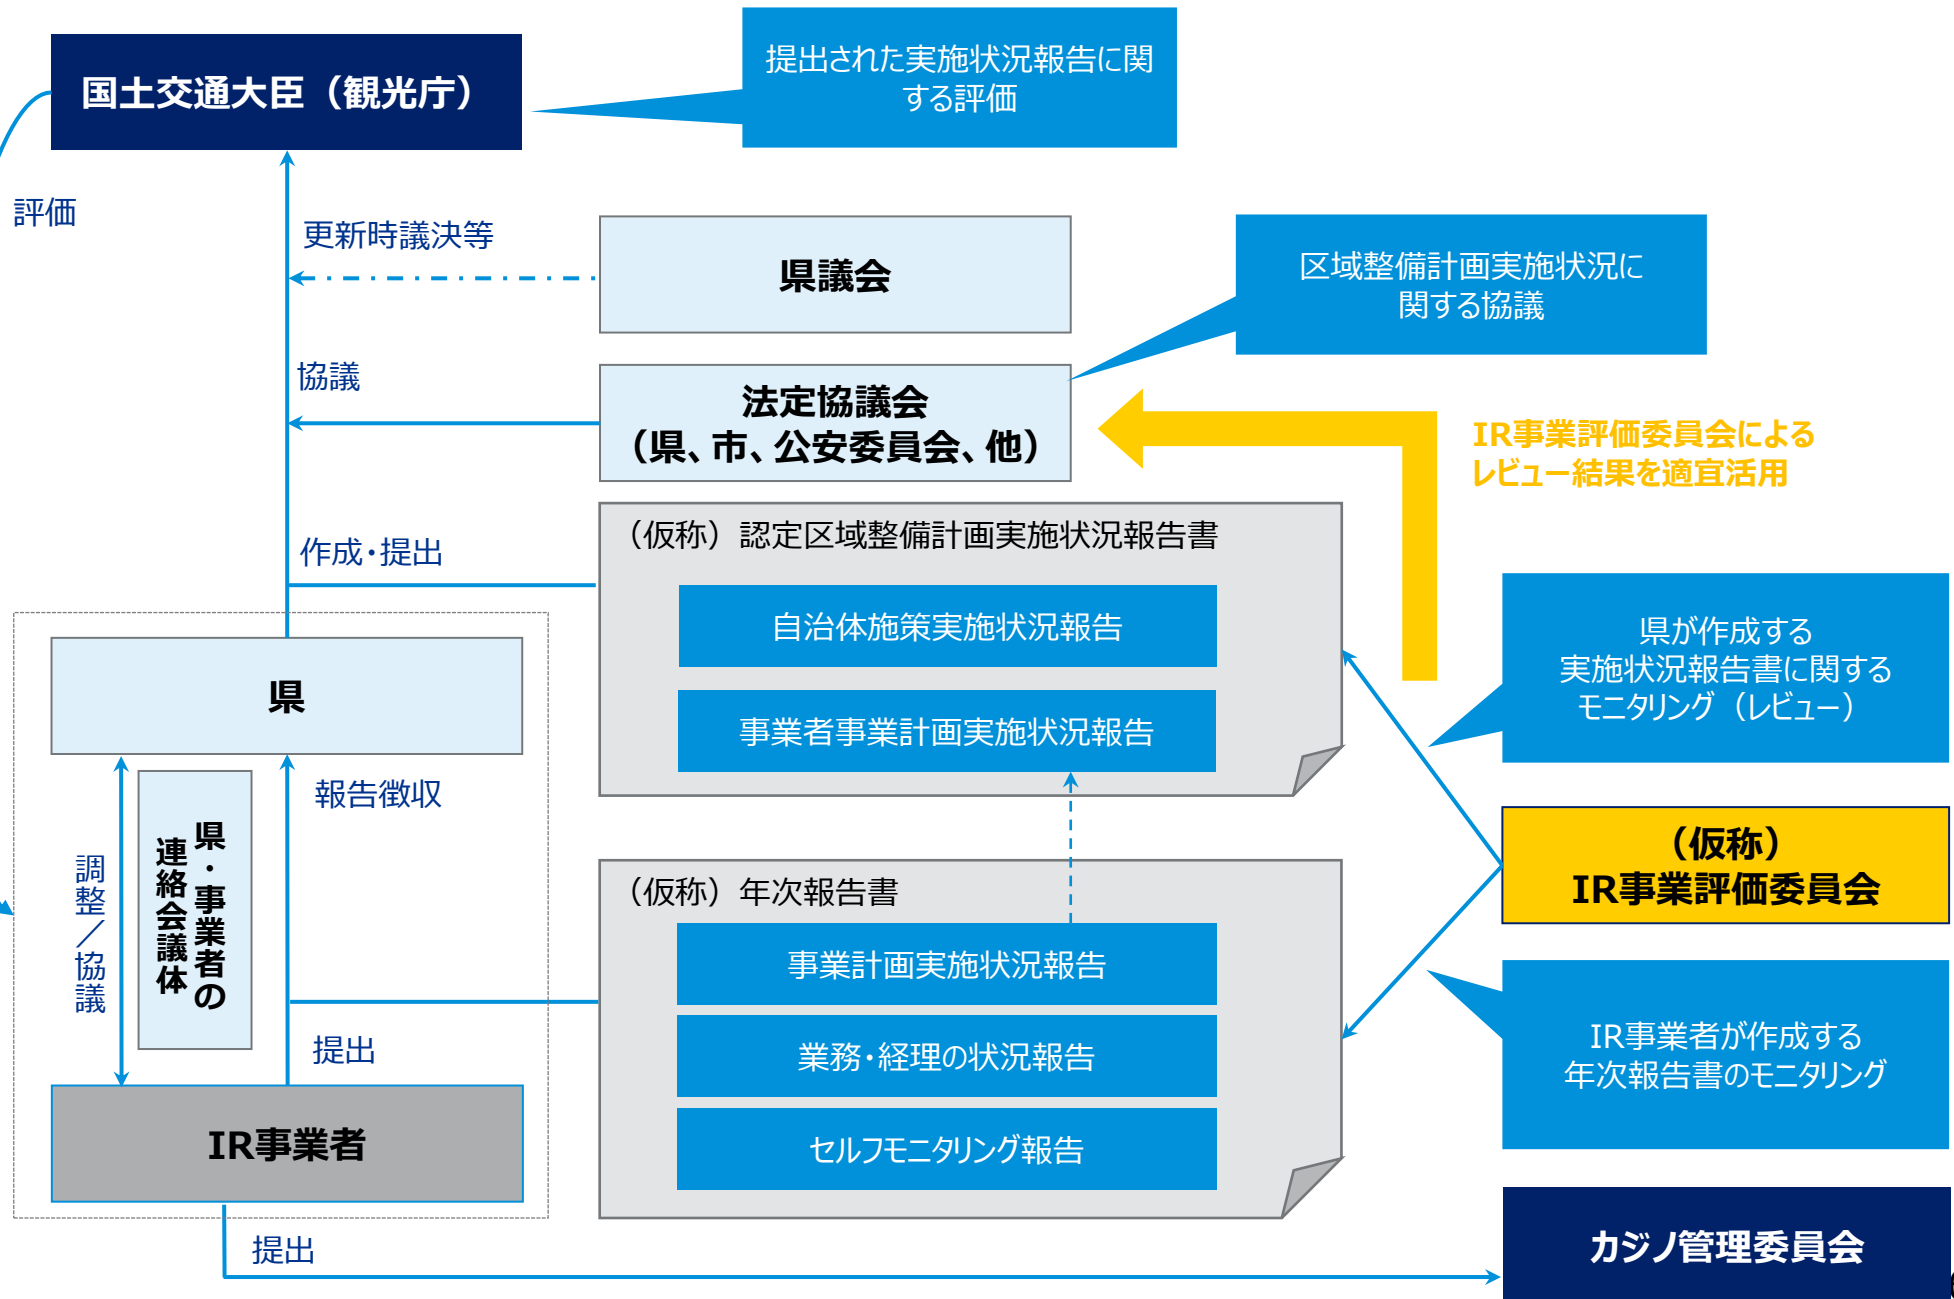 国土交通大臣（観光庁）
提出された実施状況報告に関
する評価
評価
更新時議決等
県議会
区域整備計画実施状況に
関する協議
協議
法定協議会
（県、市、公安委員会、他）
IR事業評価委員会による
レビュー結果を適宜活用
作成・提出
（仮称）認定区域整備計画実施状況報告書
自治体施策実施状況報告
事業者事業計画実施状況報告
県が作成する
実施状況報告書に関する
モニタリング（レビュー）
県
報告徴収
調整／協議
県・事業者の
連絡会議体
（仮称）
IR事業評価委員会
（仮称）年次報告書
事業計画実施状況報告
業務・経理の状況報告
セルフモニタリング報告
IR事業者が作成する
年次報告書のモニタリング
提出
IR事業者
提出
カジノ管理委員会